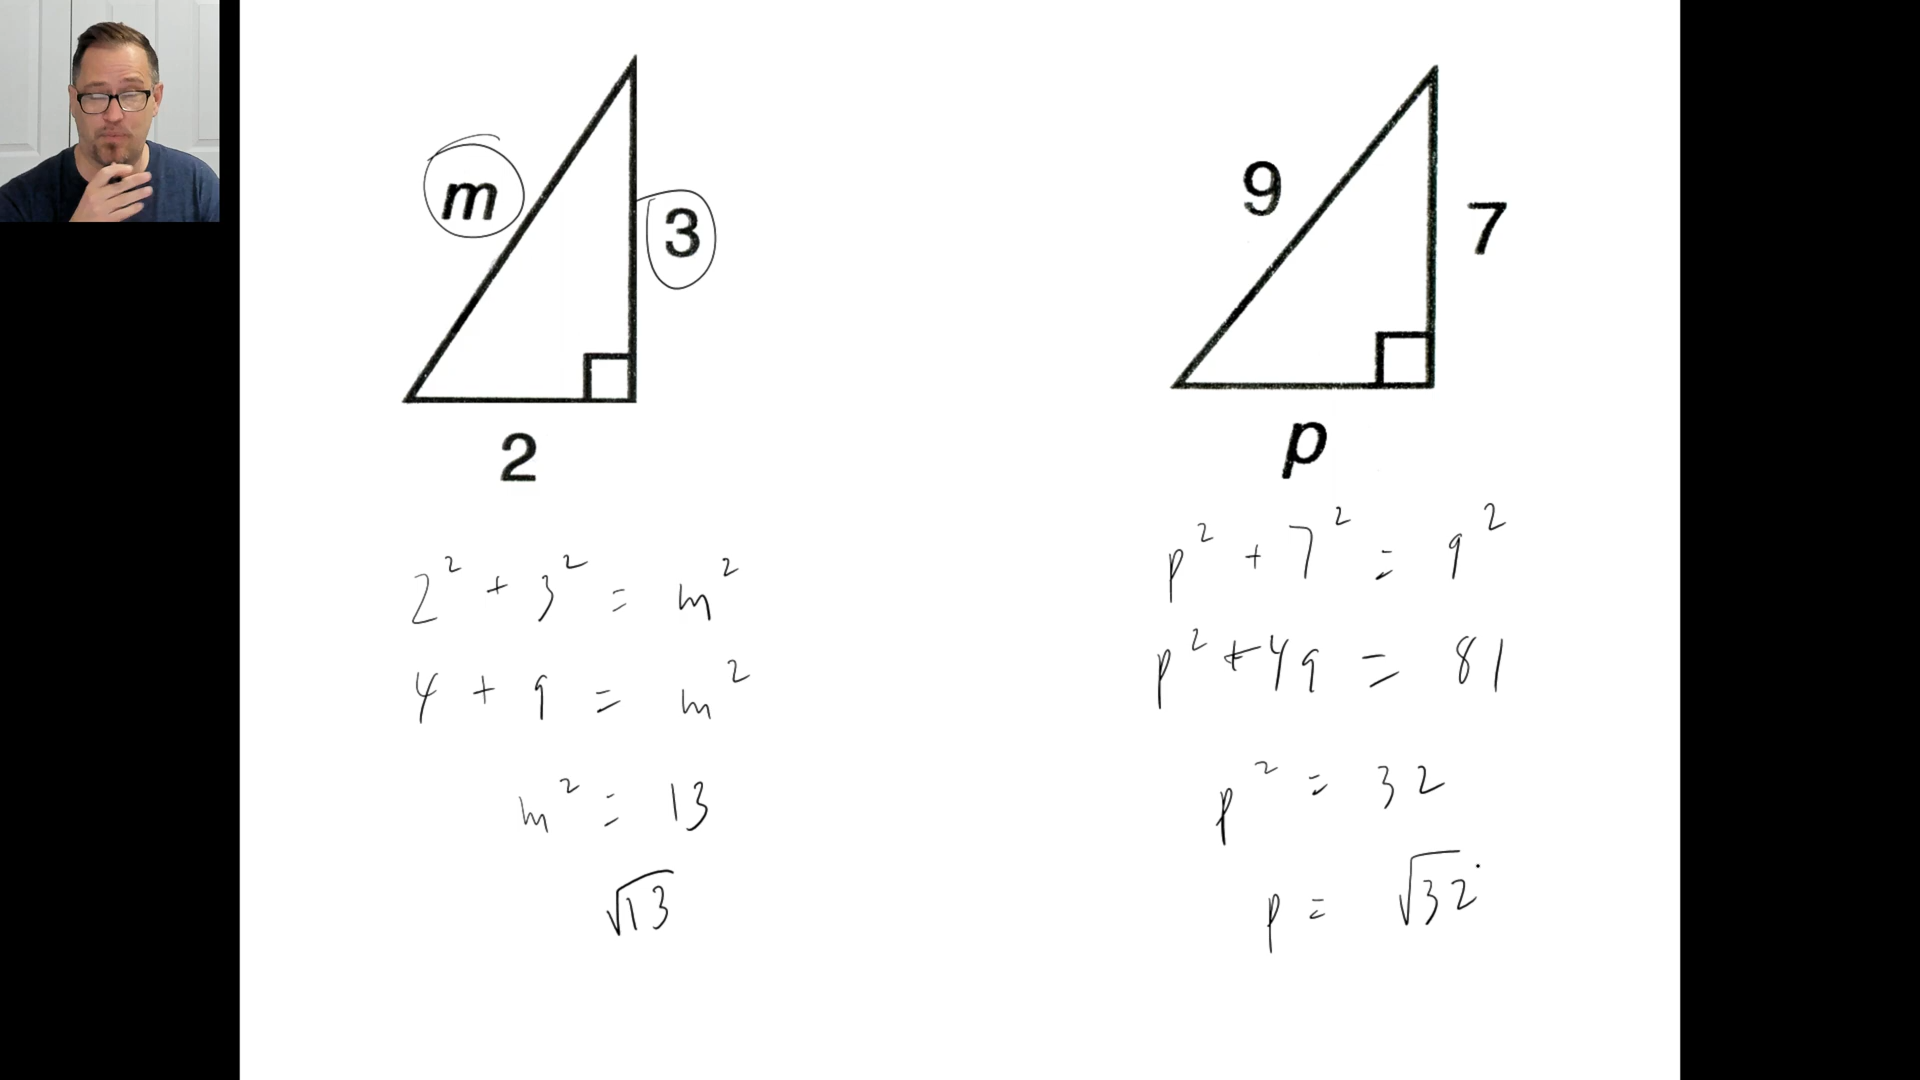 m
3
2
2² + 3² = m²
4 + 9 = m²
m² = 13
√13
9
7
p
p² + 7² = 9²
p² + 49 = 81
p² = 32
p = √32